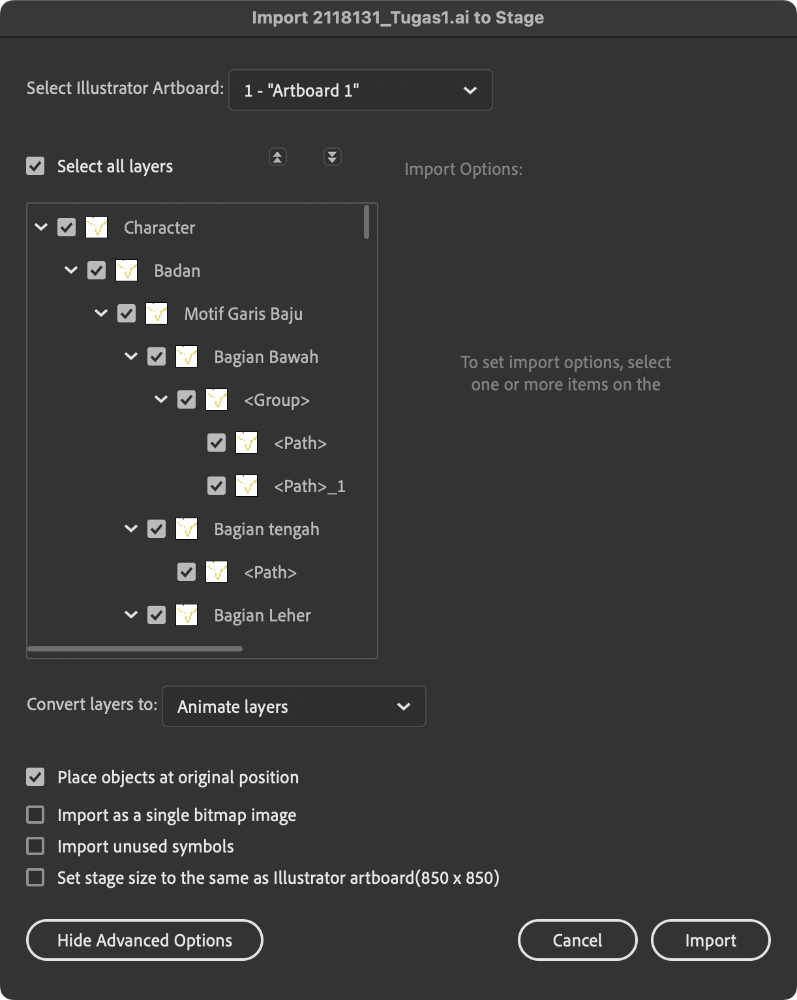 Import 2118131_Tugas1.ai to Stage
Select Illustrator Artboard: 1 - "Artboard 1"
Select all layers
Import Options:
Character
Badan
Motif Garis Baju
Bagian Bawah
<Group>
<Path>
<Path>_1
Bagian tengah
<Path>
Bagian Leher
To set import options, select
one or more items on the
Convert layers to: Animate layers
Place objects at original position
Import as a single bitmap image
Import unused symbols
Set stage size to the same as Illustrator artboard(850 x 850)
Hide Advanced Options
Cancel
Import